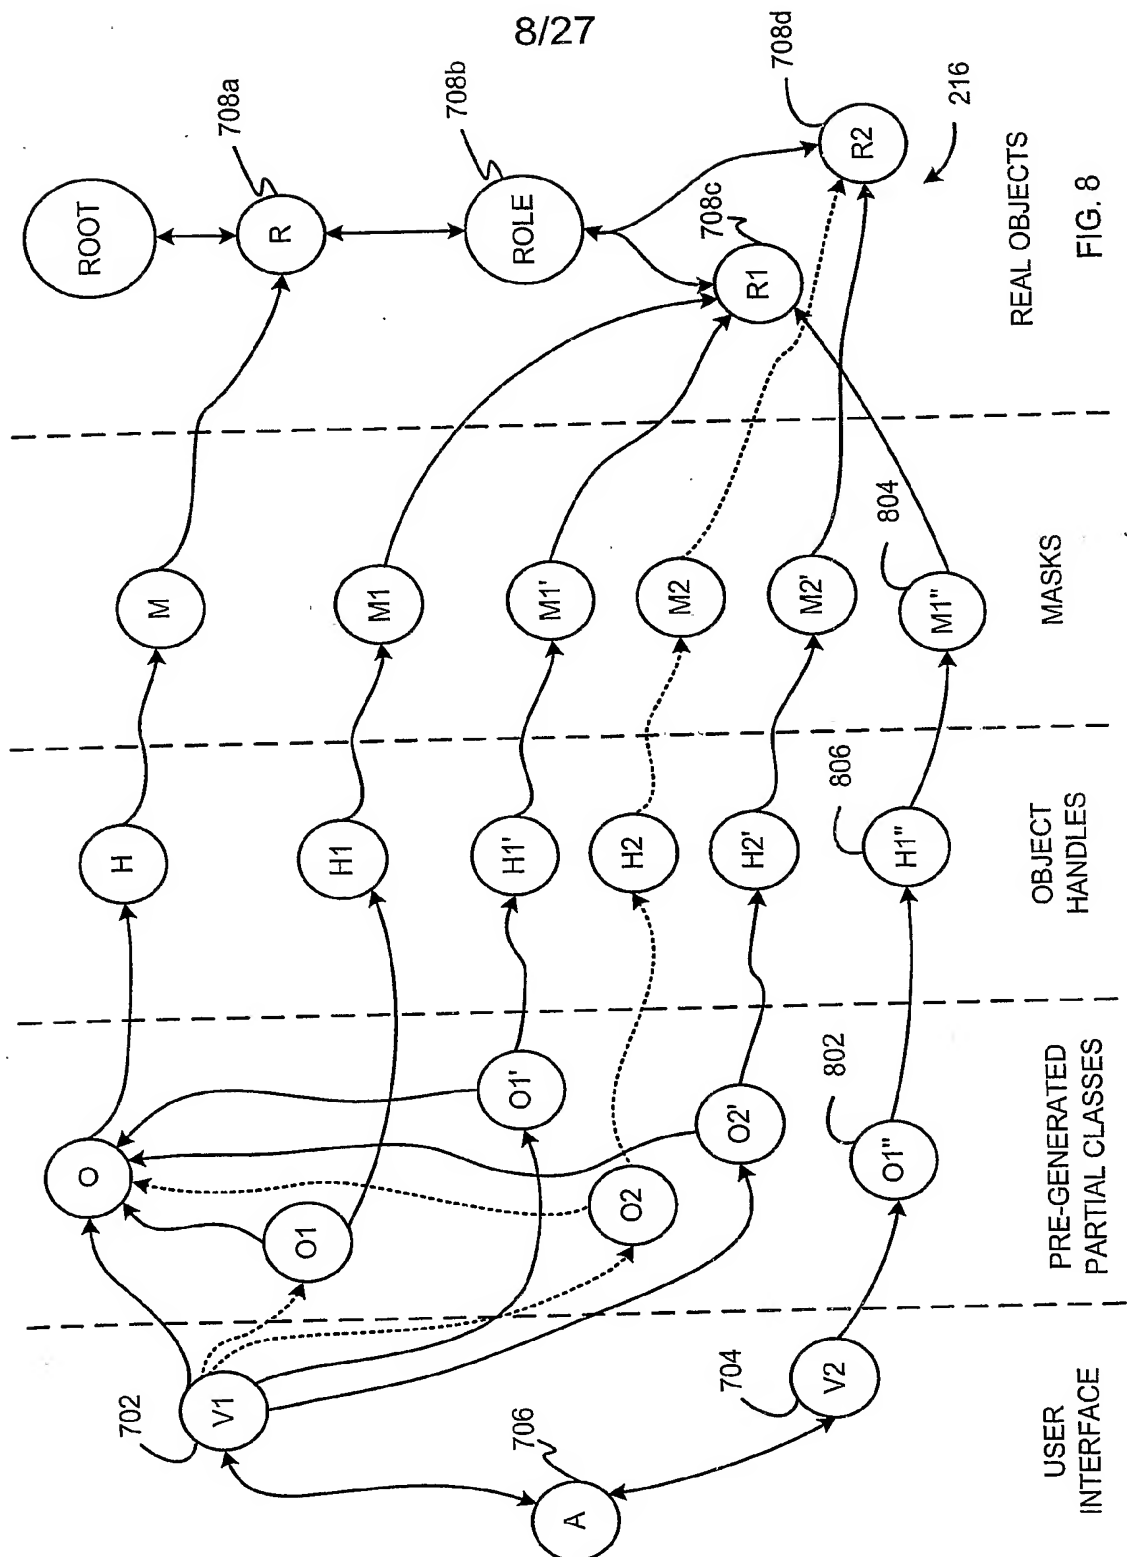 8/27
ROOT
R
708a
ROLE
708b
R1
708c
R2
708d
216
REAL OBJECTS
FIG. 8
M
M1
M1'
M2
M2'
M1"
804
MASKS
H
H1
H1'
H2
H2'
H1"
806
OBJECT
HANDLES
O
O1
O1'
O2
O2'
O1"
802
PRE-GENERATED
PARTIAL CLASSES
702
V1
706
A
704
V2
USER
INTERFACE